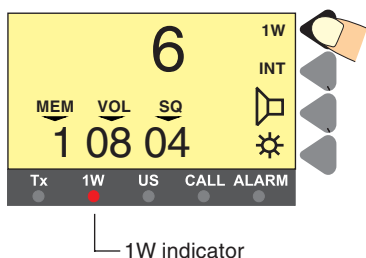 6
1W
INT
MEM VOL SQ
1 08 04
Tx 1W US CALL ALARM
1W indicator